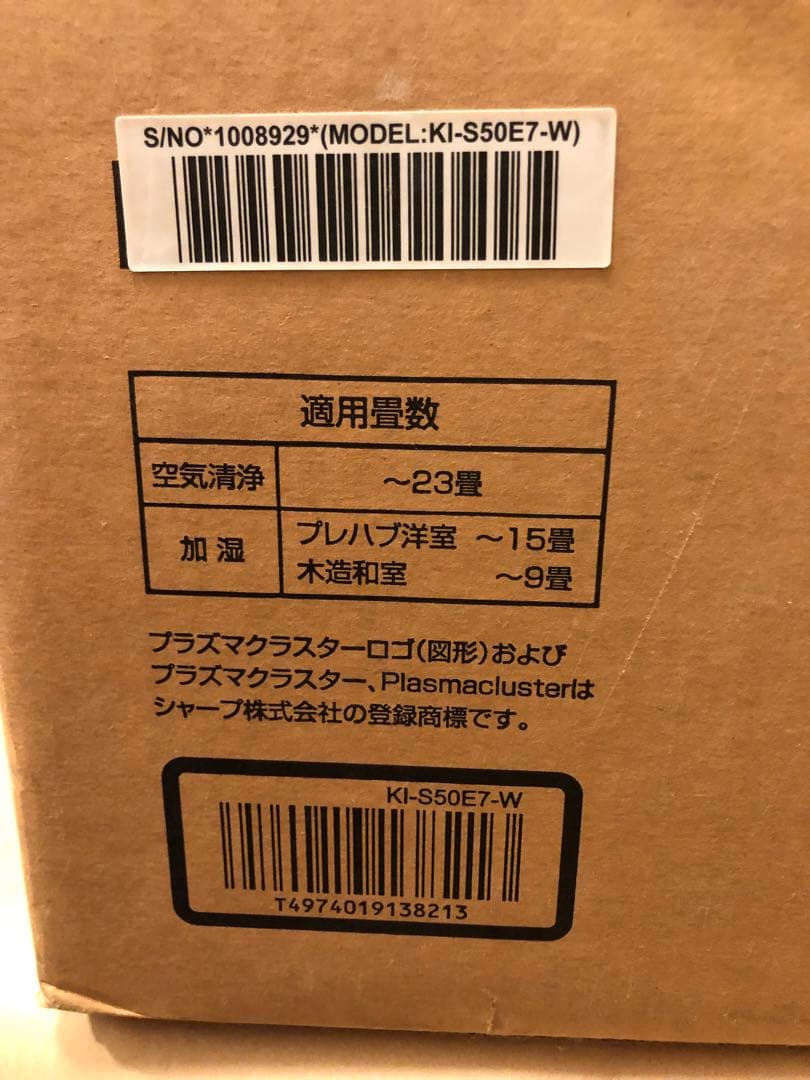 S/NO*1008929*(MODEL:KI-S50E7-W)
適用畳数
空気清浄 〜23畳
加湿 プレハブ洋室 〜15畳
木造和室 〜9畳
プラズマクラスターロゴ(図形)および
プラズマクラスター、Plasmaclusterは
シャープ株式会社の登録商標です。
KI-S50E7-W
T4974019138213